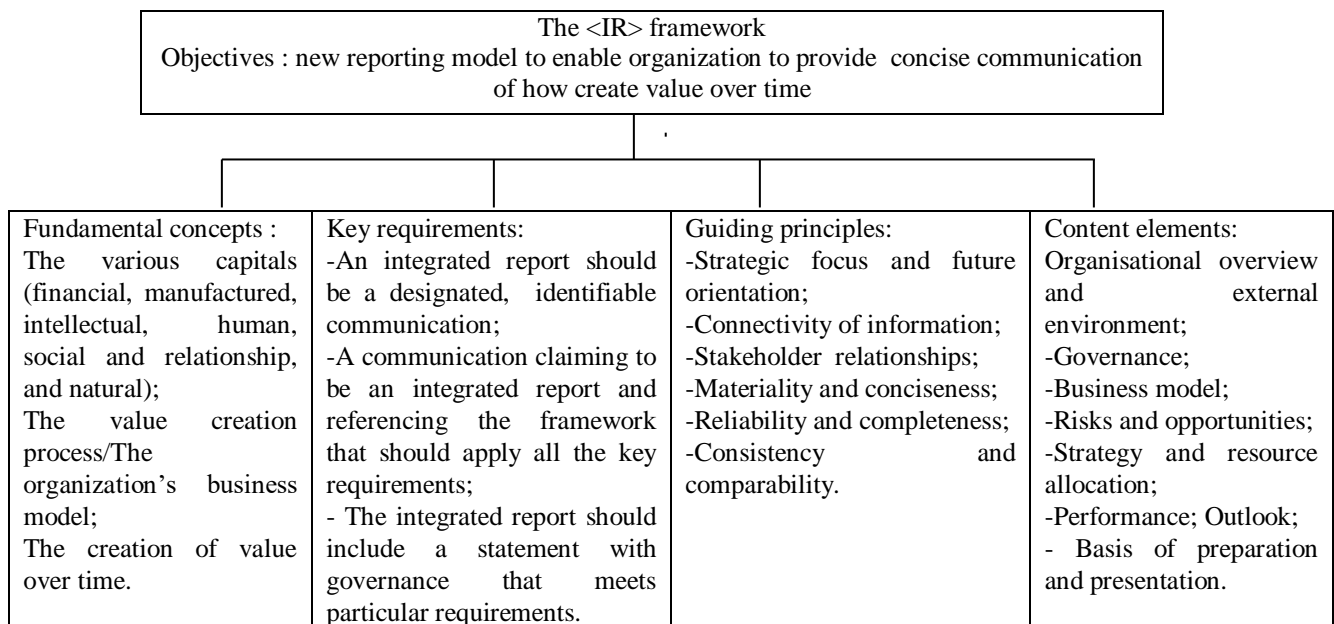 The <IR> framework
Objectives : new reporting model to enable organization to provide concise communication
of how create value over time
Fundamental concepts :
The various capitals
(financial, manufactured,
intellectual, human,
social and relationship,
and natural);
The value creation
process/The
organization's business
model;
The creation of value
over time.
Key requirements:
-An integrated report should
be a designated, identifiable
communication;
-A communication claiming to
be an integrated report and
referencing the framework
that should apply all the key
requirements;
- The integrated report should
include a statement with
governance that meets
particular requirements.
Guiding principles:
-Strategic focus and future
orientation;
-Connectivity of information;
-Stakeholder relationships;
-Materiality and conciseness;
-Reliability and completeness;
-Consistency and
comparability.
Content elements:
Organisational overview
and external
environment;
-Governance;
-Business model;
-Risks and opportunities;
-Strategy and resource
allocation;
-Performance; Outlook;
- Basis of preparation
and presentation.